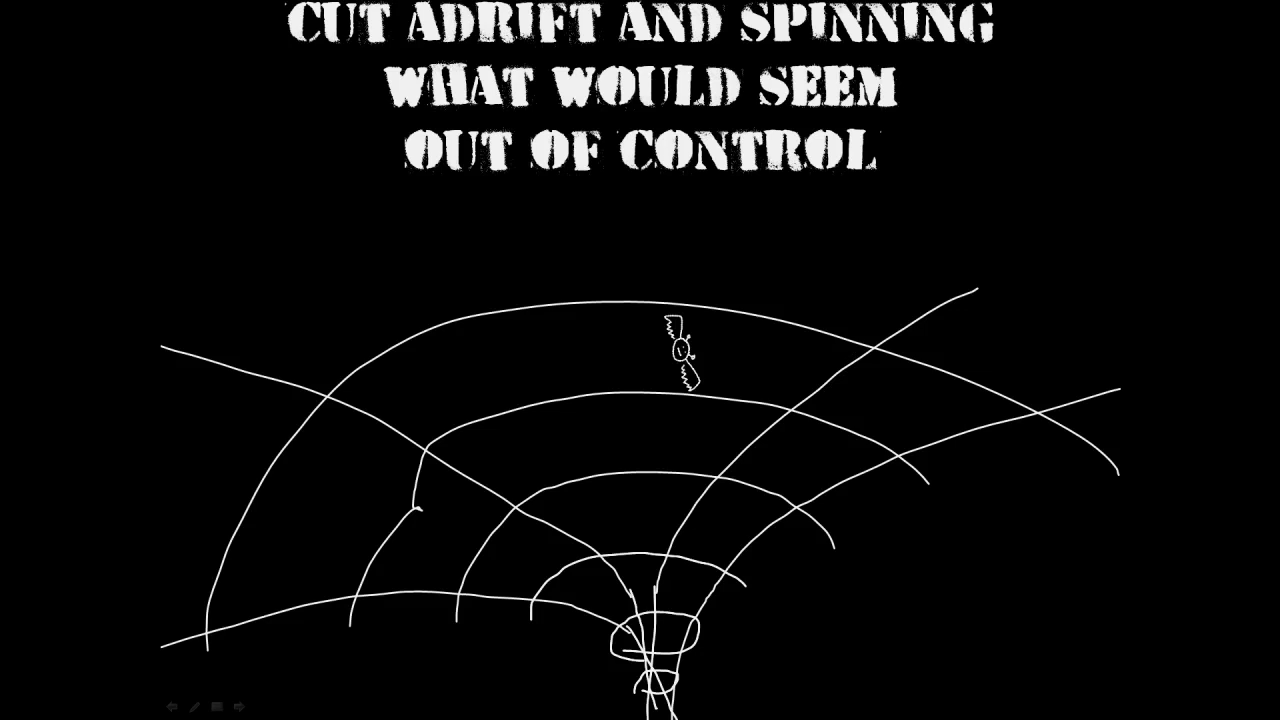 CUT ADRIFT AND SPINNING
WHAT WOULD SEEM
OUT OF CONTROL